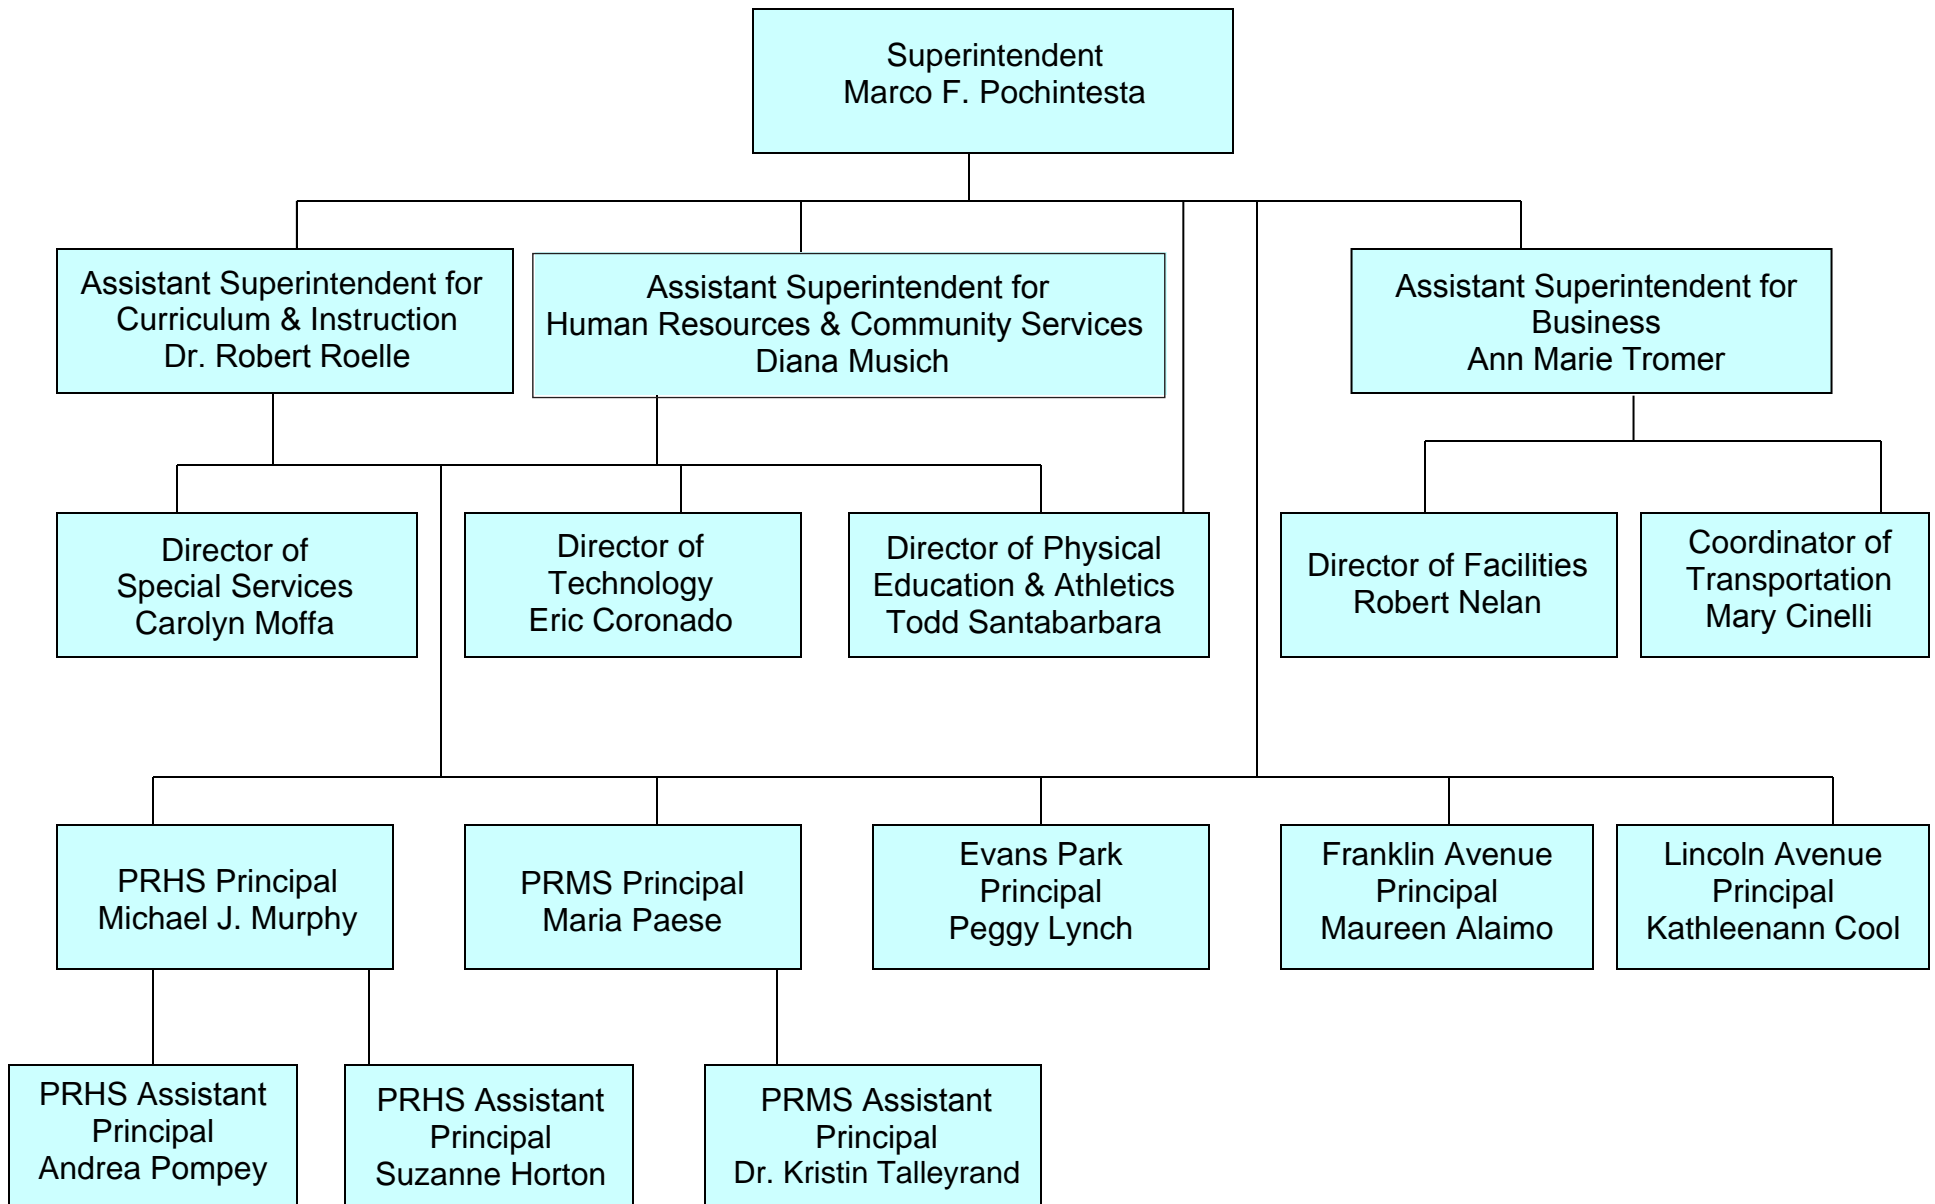 Superintendent
Marco F. Pochintesta
Assistant Superintendent for
Curriculum & Instruction
Dr. Robert Roelle
Assistant Superintendent for
Human Resources & Community Services
Diana Musich
Assistant Superintendent for
Business
Ann Marie Tromer
Director of
Special Services
Carolyn Moffa
Director of
Technology
Eric Coronado
Director of Physical
Education & Athletics
Todd Santabarbara
Director of Facilities
Robert Nelan
Coordinator of
Transportation
Mary Cinelli
PRHS Principal
Michael J. Murphy
PRMS Principal
Maria Paese
Evans Park
Principal
Peggy Lynch
Franklin Avenue
Principal
Maureen Alaimo
Lincoln Avenue
Principal
Kathleenann Cool
PRHS Assistant
Principal
Andrea Pompey
PRHS Assistant
Principal
Suzanne Horton
PRMS Assistant
Principal
Dr. Kristin Talleyrand